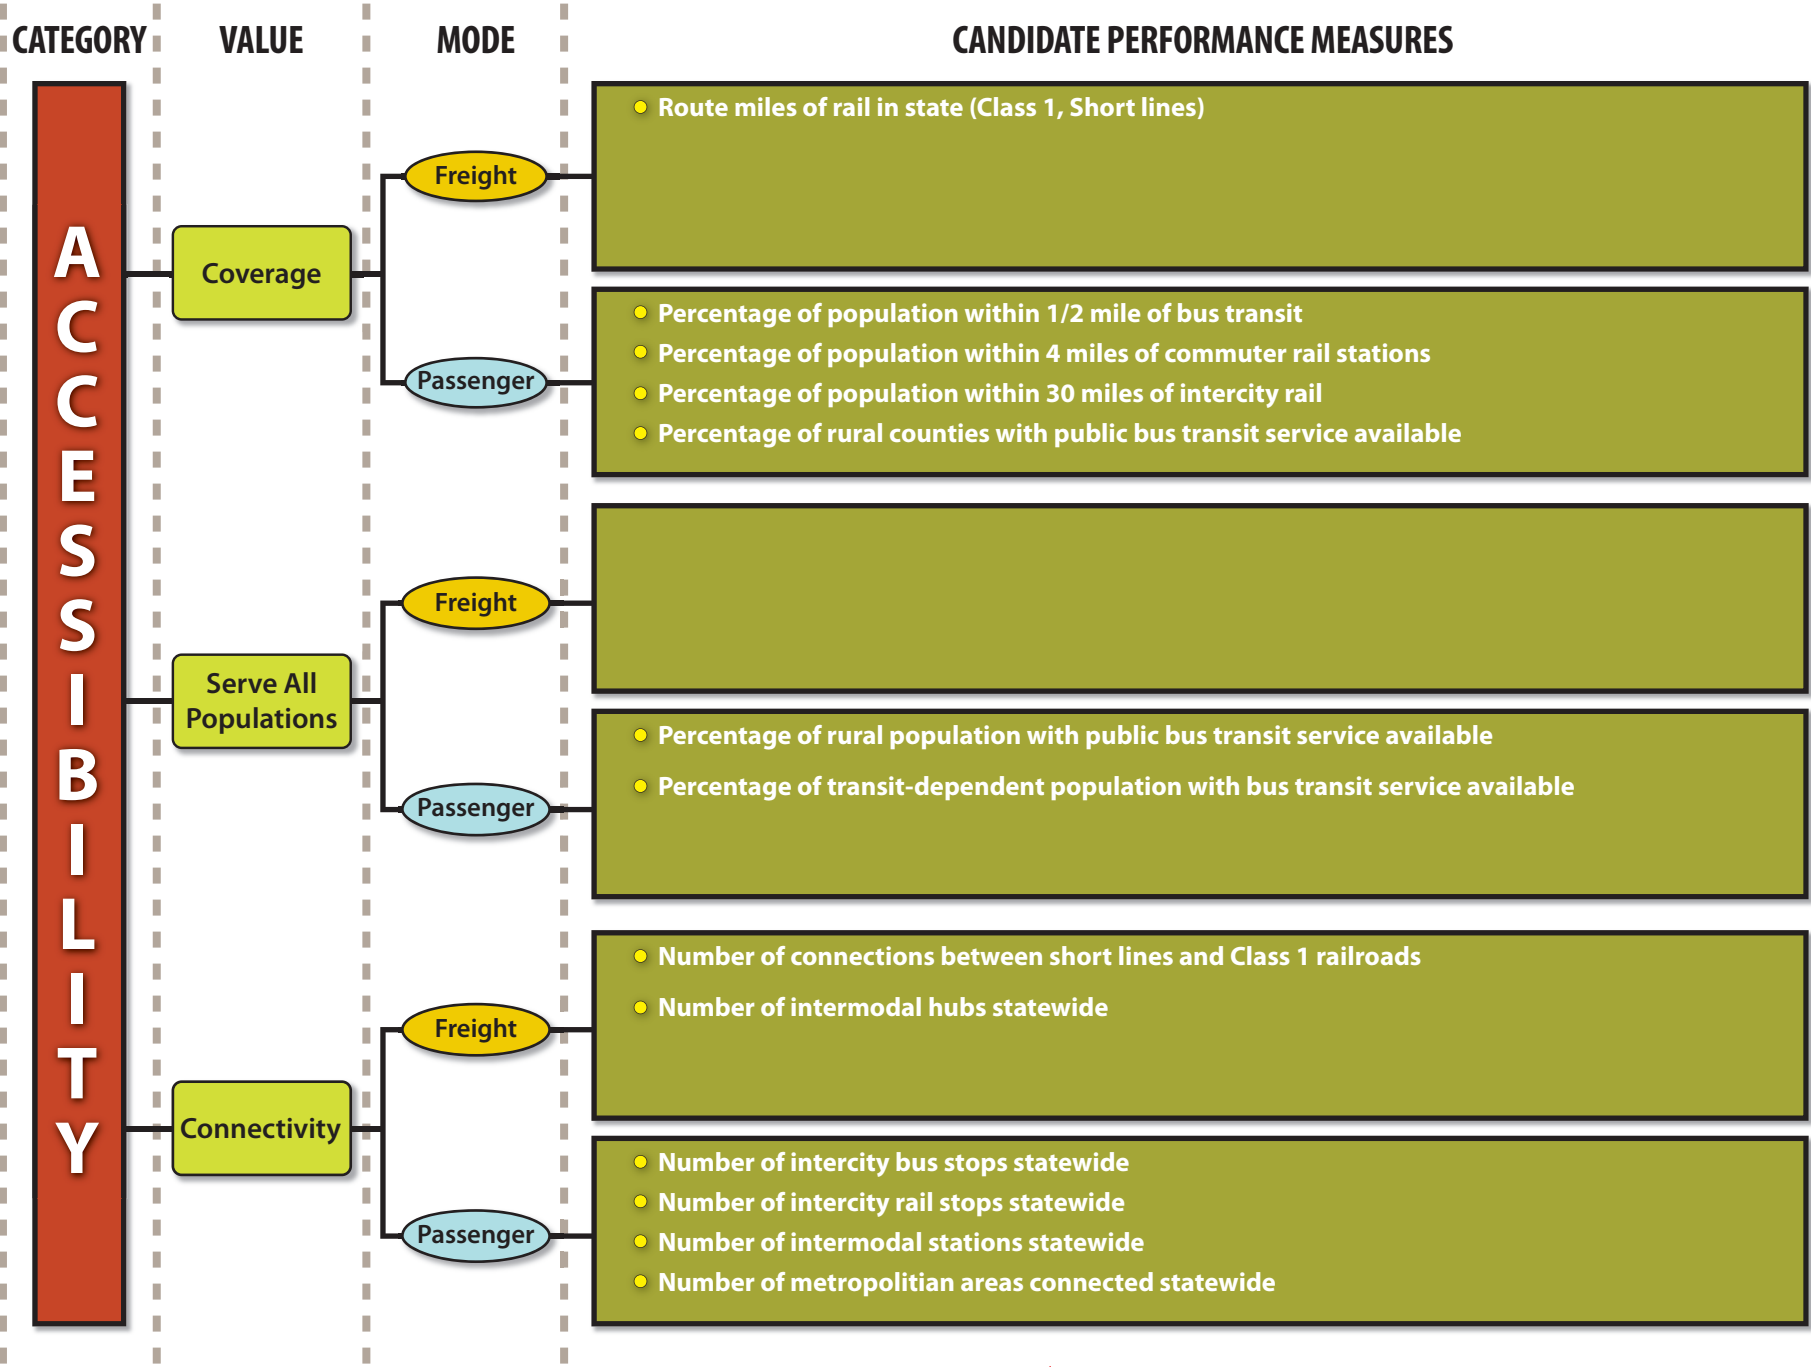 CATEGORY VALUE MODE CANDIDATE PERFORMANCE MEASURES
ACCESSIBILITY
Coverage
Freight
Route miles of rail in state (Class 1, Short lines)
Passenger
Percentage of population within 1/2 mile of bus transit
Percentage of population within 4 miles of commuter rail stations
Percentage of population within 30 miles of intercity rail
Percentage of rural counties with public bus transit service available
Serve All
Populations
Freight
Passenger
Percentage of rural population with public bus transit service available
Percentage of transit-dependent population with bus transit service available
Connectivity
Freight
Number of connections between short lines and Class 1 railroads
Number of intermodal hubs statewide
Passenger
Number of intercity bus stops statewide
Number of intercity rail stops statewide
Number of intermodal stations statewide
Number of metropolitian areas connected statewide